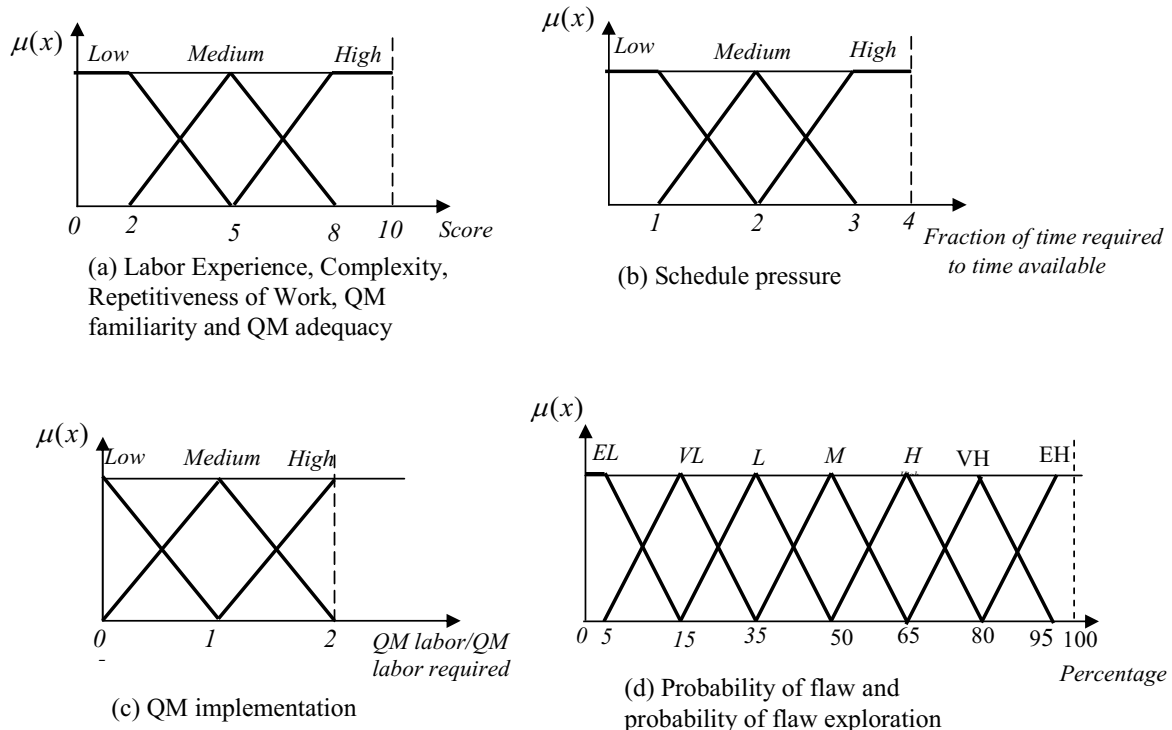 μ(x)
Low Medium High
0 2 5 8 10 Score
(a) Labor Experience, Complexity,
Repetitiveness of Work, QM
familiarity and QM adequacy
μ(x)
Low Medium High
1 2 3 4
Fraction of time required
to time available
(b) Schedule pressure
μ(x)
Low Medium High
0 1 2
QM labor/QM
labor required
-
(c) QM implementation
μ(x)
EL VL L M H VH EH
0 5 15 35 50 65 80 95 100
Percentage
(d) Probability of flaw and
probability of flaw exploration